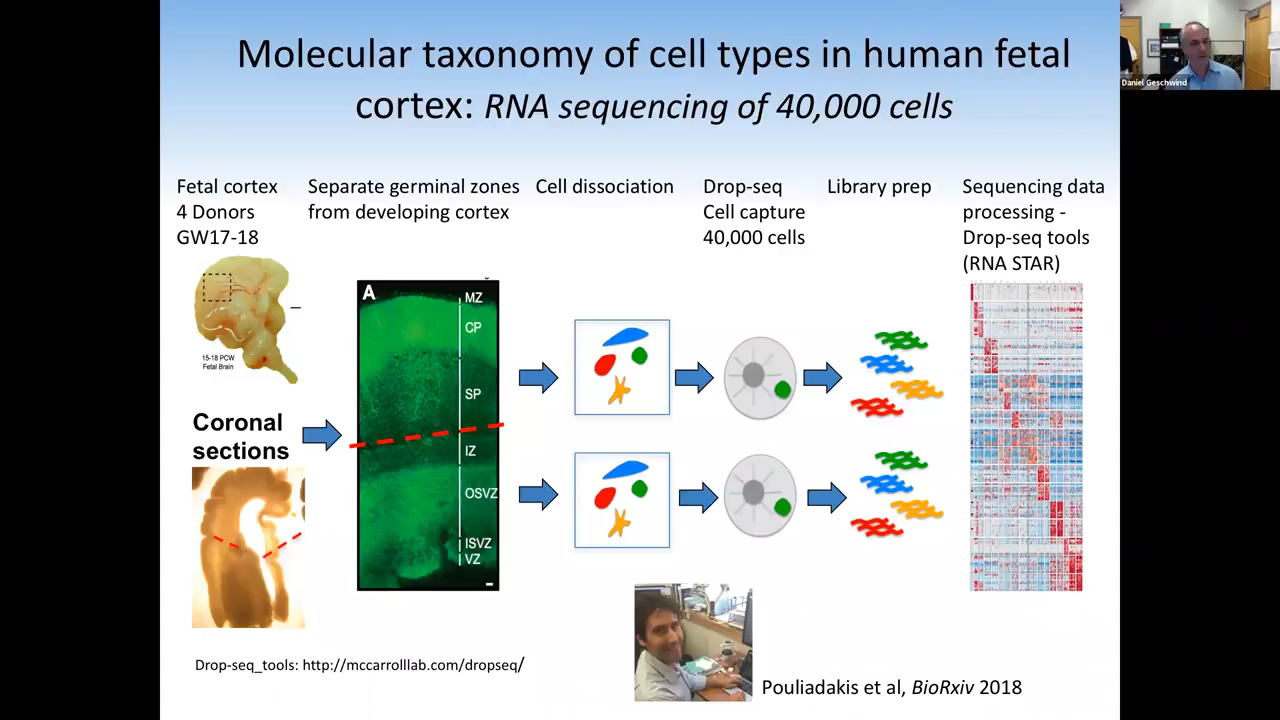 Molecular taxonomy of cell types in human fetal
cortex: RNA sequencing of 40,000 cells
Daniel Geschwind
Fetal cortex
4 Donors
GW17-18
Separate germinal zones
from developing cortex
Cell dissociation
Drop-seq
Cell capture
40,000 cells
Library prep
Sequencing data
processing -
Drop-seq tools
(RNA STAR)
15-18 PCW
Fetal Brain
Coronal
sections
A
MZ
CP
SP
IZ
OSVZ
ISVZ
VZ
Drop-seq_tools: http://mccarrolllab.com/dropseq/
Pouliadakis et al, BioRxiv 2018